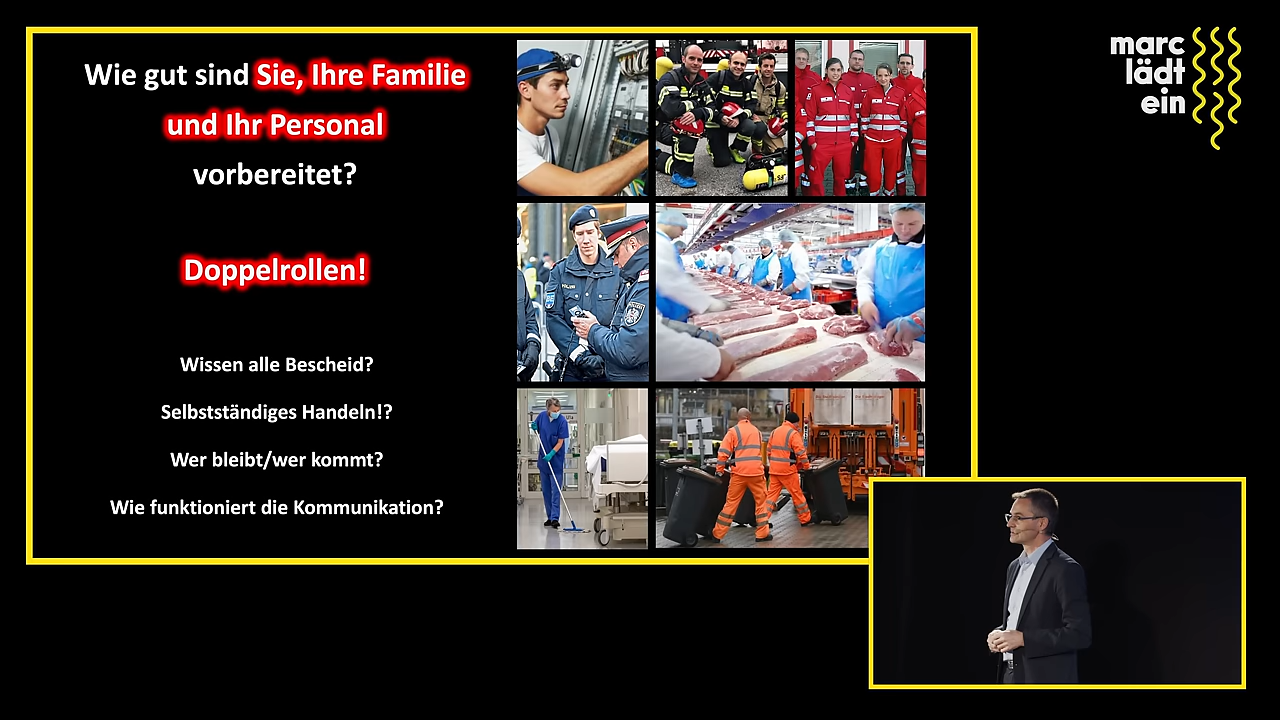 Wie gut sind Sie, Ihre Familie
und Ihr Personal
vorbereitet?
Doppelrollen!
Wissen alle Bescheid?
Selbstständiges Handeln!?
Wer bleibt/wer kommt?
Wie funktioniert die Kommunikation?
marc
lädt
ein
POLIZEI